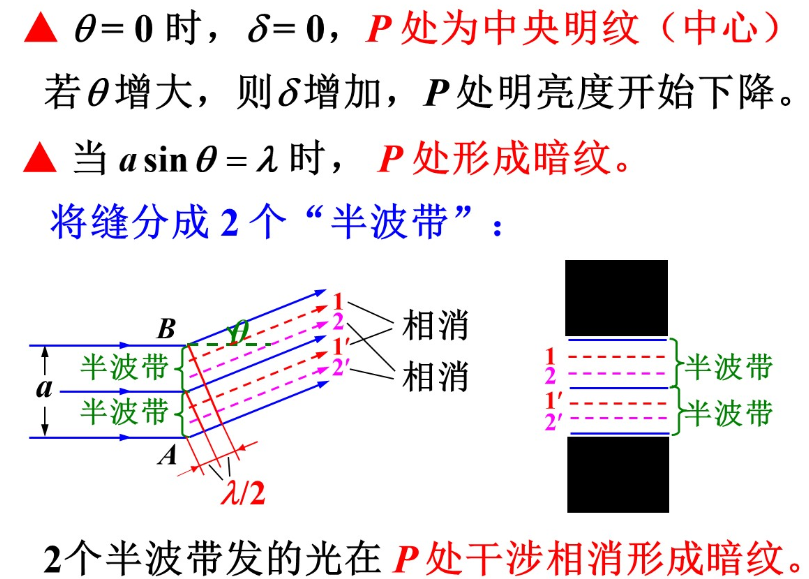 ▲ θ = 0 时，δ = 0，P 处为中央明纹（中心）
若θ增大，则δ增加，P 处明亮度开始下降。
▲ 当 a sin θ = λ 时， P 处形成暗纹。
将缝分成 2 个“半波带”：
B
θ
1
2
1′
2′
相消
相消
a
半波带
半波带
A
λ/2
1
2
1′
2′
半波带
半波带
2个半波带发的光在 P 处干涉相消形成暗纹。